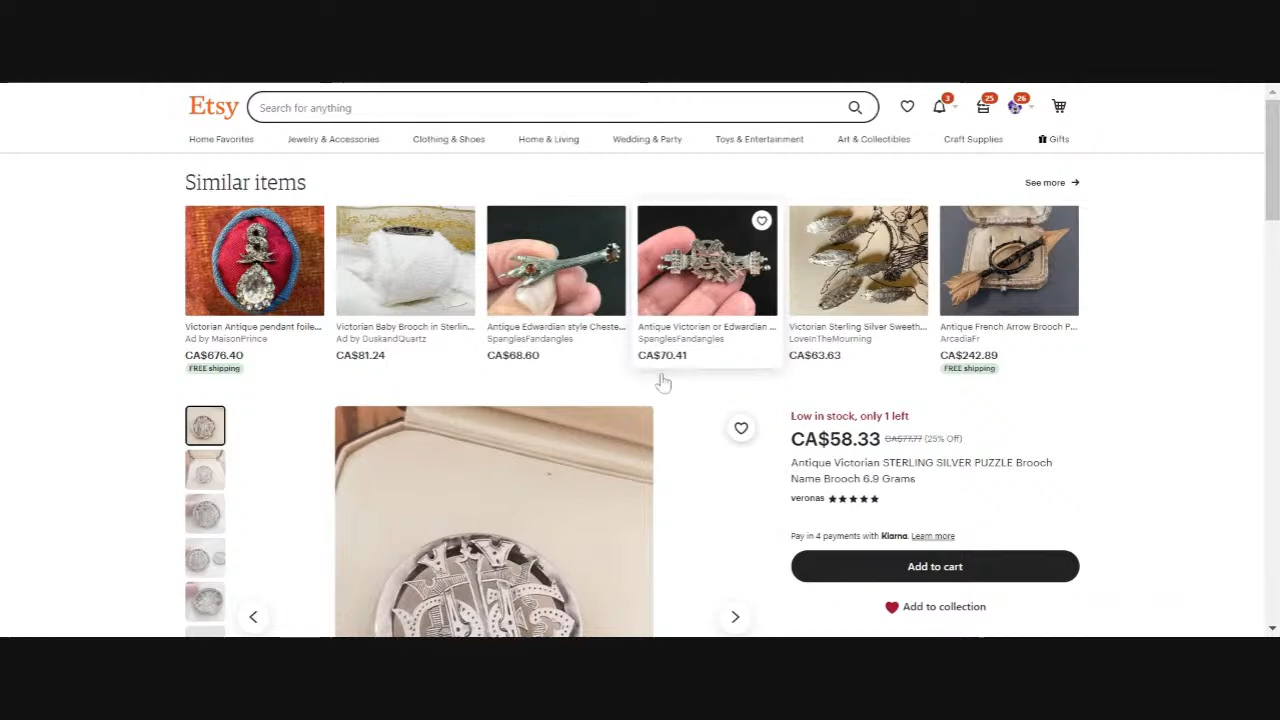 Etsy
Search for anything
3
25
26
Home Favorites
Jewelry & Accessories
Clothing & Shoes
Home & Living
Wedding & Party
Toys & Entertainment
Art & Collectibles
Craft Supplies
Gifts
Similar items
See more
Victorian Antique pendant foile...
Ad by MaisonPrince
CA$676.40
FREE shipping
Victorian Baby Brooch in Sterlin...
Ad by DuskandQuartz
CA$81.24
Antique Edwardian style Cheste...
SpanglesFandangles
CA$68.60
Antique Victorian or Edwardian ...
SpanglesFandangles
CA$70.41
Victorian Sterling Silver Sweeth...
LoveInTheMourning
CA$63.63
Antique French Arrow Brooch P...
ArcadiaFr
CA$242.89
FREE shipping
Low in stock, only 1 left
CA$58.33 CA$77.77 (25% Off)
Antique Victorian STERLING SILVER PUZZLE Brooch
Name Brooch 6.9 Grams
veronas
Pay in 4 payments with Klarna. Learn more
Add to cart
Add to collection